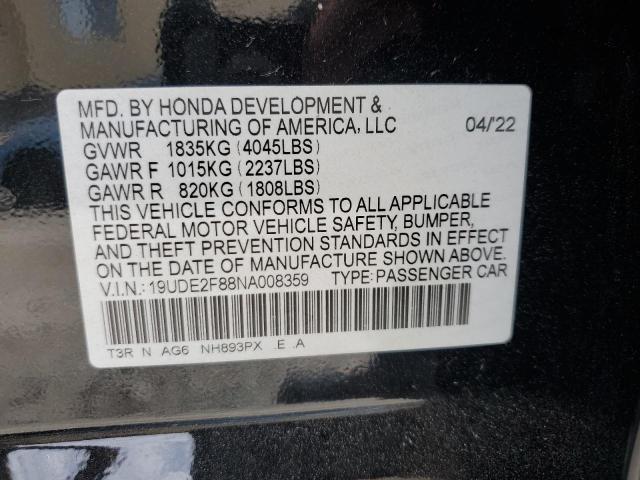 MFD. BY HONDA DEVELOPMENT &
MANUFACTURING OF AMERICA, LLC 04/'22
GVWR 1835KG (4045LBS)
GAWR F 1015KG (2237LBS)
GAWR R 820KG (1808LBS)
THIS VEHICLE CONFORMS TO ALL APPLICABLE
FEDERAL MOTOR VEHICLE SAFETY, BUMPER,
AND THEFT PREVENTION STANDARDS IN EFFECT
ON THE DATE OF MANUFACTURE SHOWN ABOVE.
V.I.N.: 19UDE2F88NA008359 TYPE: PASSENGER CAR
T3R N AG6 NH893PX .E .A